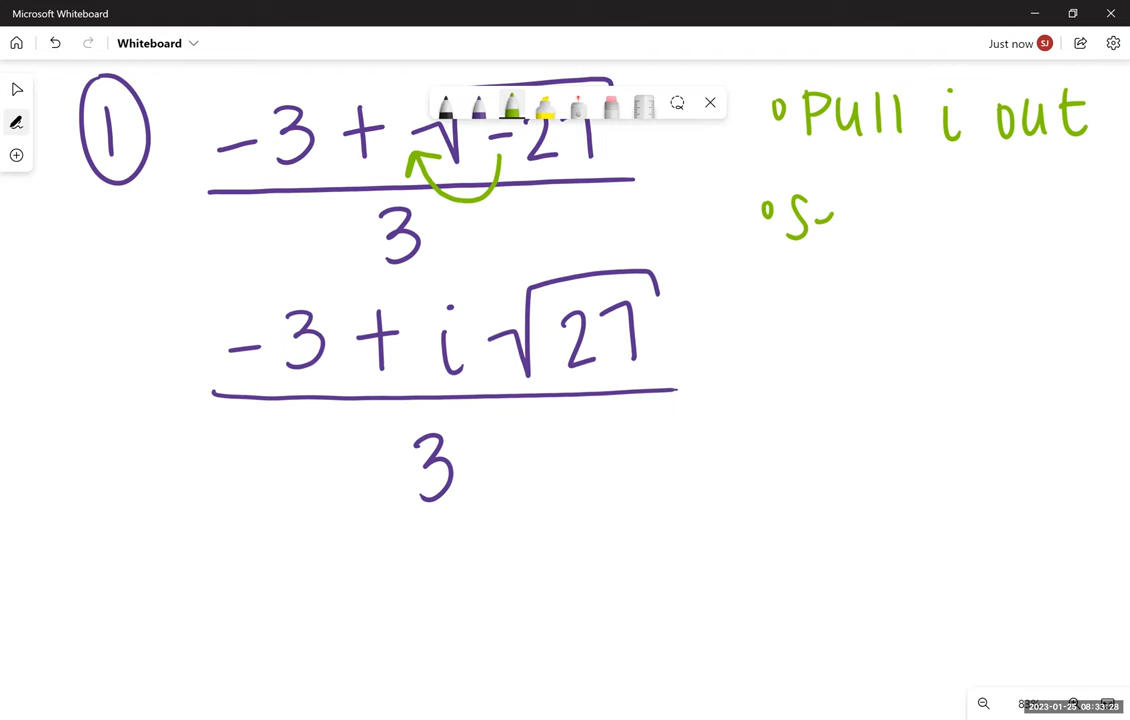 Microsoft Whiteboard
Whiteboard
Just now SJ
1
-3 + √-27
3
-3 + i √27
3
• Pull i out
• S
2023-01-25 08:33:28